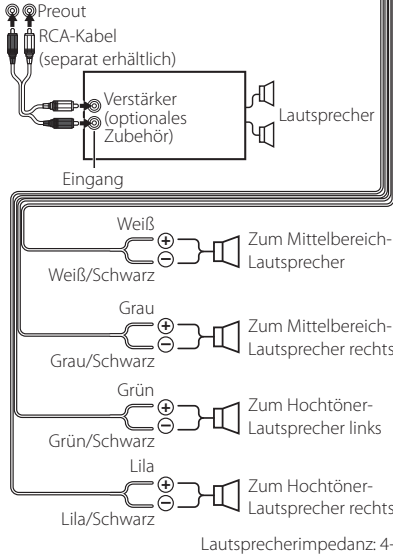 Preout
RCA-Kabel
(separat erhältlich)
Verstärker
(optionales
Zubehör)
Lautsprecher
Eingang
Weiß
⊕
⊖
Weiß/Schwarz
Zum Mittelbereich-
Lautsprecher
Grau
⊕
⊖
Grau/Schwarz
Zum Mittelbereich-
Lautsprecher rechts
Grün
⊕
⊖
Grün/Schwarz
Zum Hochtöner-
Lautsprecher links
Lila
⊕
⊖
Lila/Schwarz
Zum Hochtöner-
Lautsprecher rechts
Lautsprecherimpedanz: 4-